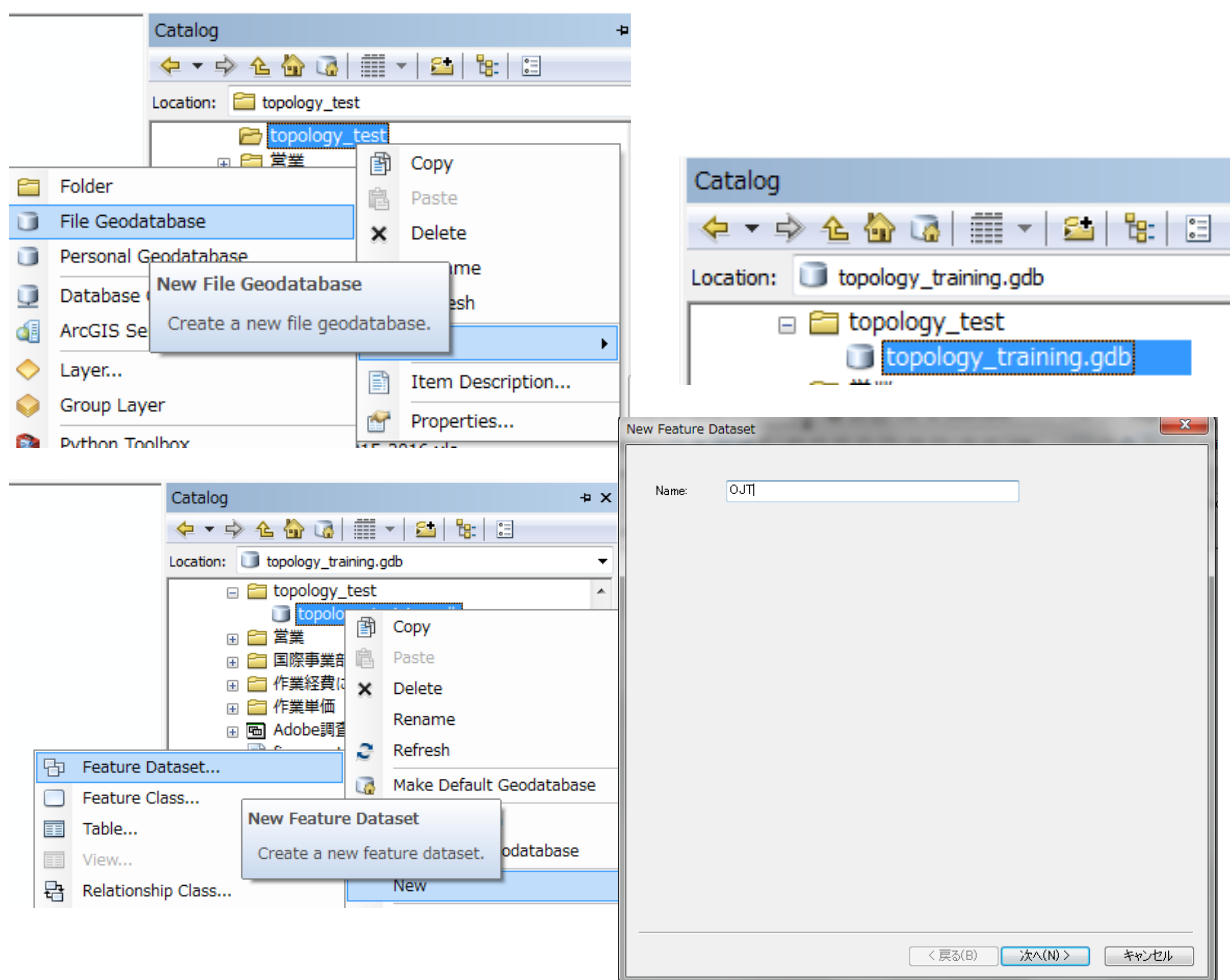 Catalog
Location: topology_test
topology_test
営業
Copy
Paste
Delete
Folder
File Geodatabase
Personal Geodatabase
Database
ArcGIS Se
New File Geodatabase
Create a new file geodatabase.
Layer...
Group Layer
Python Toolbox
Item Description...
Properties...
Catalog
Location: topology_training.gdb
topology_test
topology_training.gdb
Catalog
Location: topology_training.gdb
topology_test
topolo
営業
国際事業部
作業経費に
作業単価
Adobe調査
Copy
Paste
Delete
Rename
Refresh
Make Default Geodatabase
odatabase
New
Feature Dataset...
Feature Class...
Table...
View...
Relationship Class...
New Feature Dataset
Create a new feature dataset.
New Feature Dataset
Name: OJT
< 戻る(B)
次へ(N) >
キャンセル